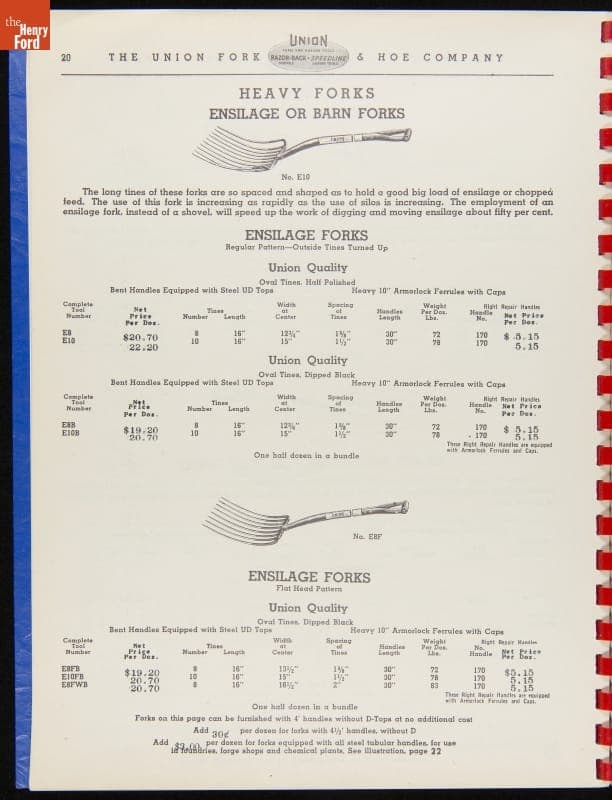 the
Henry
Ford
20 THE UNION FORK & HOE COMPANY
UNION
RAZOR-BACK • SPEEDLINE
HEAVY FORKS
ENSILAGE OR BARN FORKS
No. E10
The long tines of these forks are so spaced and shaped as to hold a good big load of ensilage or chopped
feed. The use of this fork is increasing as rapidly as the use of silos is increasing. The employment of an
ensilage fork, instead of a shovel, will speed up the work of digging and moving ensilage about fifty per cent.
ENSILAGE FORKS
Regular Pattern—Outside Tines Turned Up
Union Quality
Oval Tines, Half Polished
Bent Handles Equipped with Steel UD Tops Heavy 10" Armorlock Ferrules with Caps
Complete Width Spacing Weight Right Repair Handles
Tool Net Tines at of Handles Per Doz. Handle Net Price
Number Price Number Length Center Tines Length Lbs. No. Per Doz.
Per Doz.
E8 $20.70 8 16" 12¾" 1⅝" 30" 72 170 $ 5.15
E10 22.20 10 16" 15" 1½" 30" 78 170 5.15
Union Quality
Oval Tines, Dipped Black
Bent Handles Equipped with Steel UD Tops Heavy 10" Armorlock Ferrules with Caps
Complete Width Spacing Weight Right Repair Handles
Tool Net Tines at of Handles Per Doz. Handle Net Price
Number Price Number Length Center Tines Length Lbs. No. Per Doz.
Per Doz.
E8B $19.20 8 16" 12¾" 1⅝" 30" 72 170 $ 5.15
E10B 20.70 10 16" 15" 1½" 30" 78 170 5.15
These Right Repair Handles are equipped
with Armorlock Ferrules and Caps.
One half dozen in a bundle
No. E8F
ENSILAGE FORKS
Flat Head Pattern
Union Quality
Oval Tines, Dipped Black
Bent Handles Equipped with Steel UD Tops Heavy 10" Armorlock Ferrules with Caps
Complete Width Spacing Weight Right Repair Handles
Tool Net Tines at of Handles Per Doz. No. Net Price
Number Price Number Length Center Tines Length Lbs. Handle Per Doz.
Per Doz.
E8FB $19.20 8 16" 13½" 1⅝" 30" 72 170 $5.15
E10FB 20.70 10 16" 15" 1½" 30" 78 170 5.15
E8FWB 20.70 8 16" 16½" 2" 30" 83 170 5.15
These Right Repair Handles are equipped
with Armorlock Ferrules and Caps.
One half dozen in a bundle
Forks on this page can be furnished with 4' handles without D-Tops at no additional cost
Add 30¢ per dozen for forks with 4½' handles, without D
Add $3.00 per dozen for forks equipped with all steel tubular handles, for use
in foundries, forge shops and chemical plants. See illustration, page 22